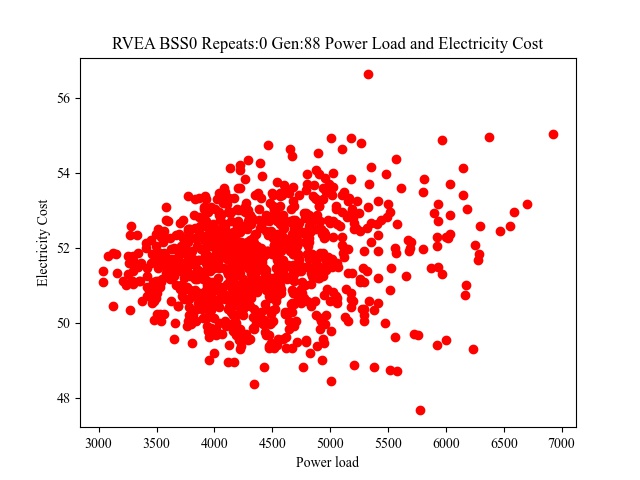 RVEA BSS0 Repeats:0 Gen:88 Power Load and Electricity Cost
Electricity Cost
56
54
52
50
48
3000 3500 4000 4500 5000 5500 6000 6500 7000
Power load